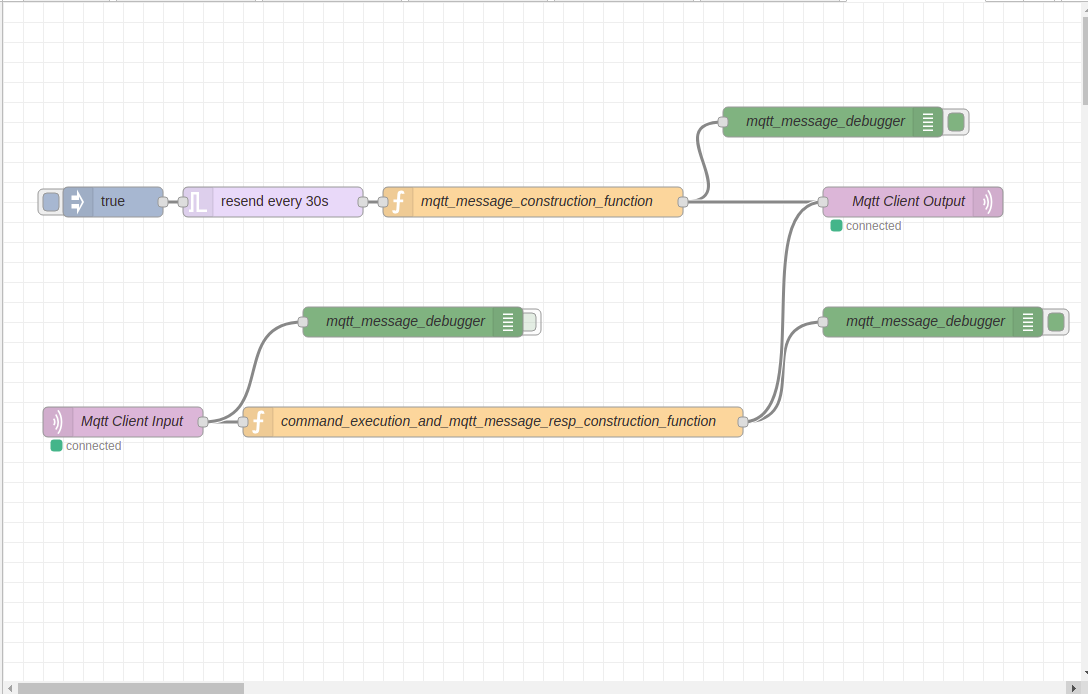 mqtt_message_debugger
true
resend every 30s
mqtt_message_construction_function
Mqtt Client Output
connected
mqtt_message_debugger
mqtt_message_debugger
Mqtt Client Input
command_execution_and_mqtt_message_resp_construction_function
connected